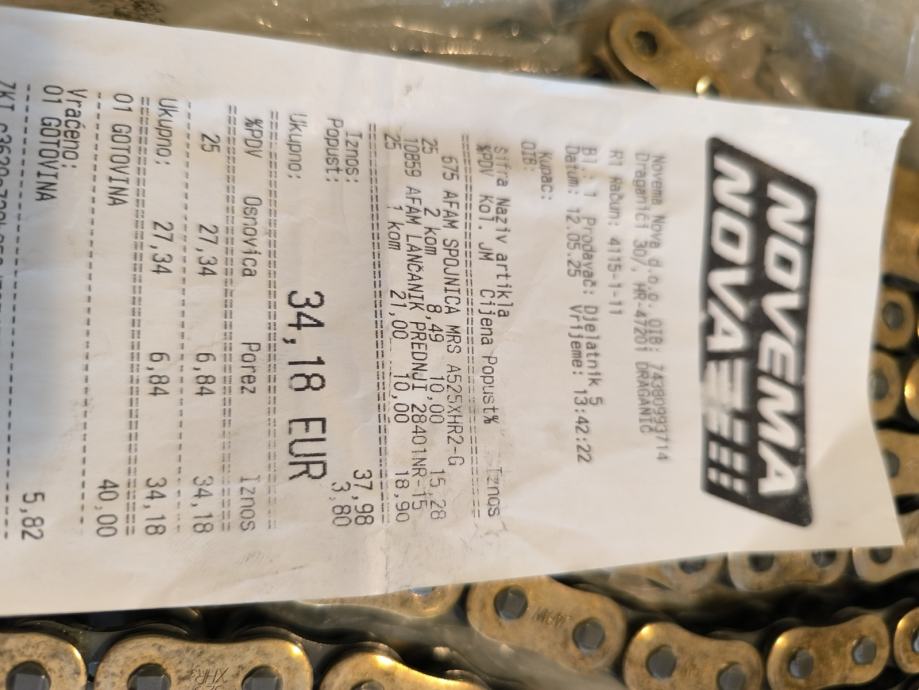 NOVEMA
NOVA
Novema Nova d.o.o. OIB: 74380993714
Draganići 30/, HR-47201 DRAGANIĆ
R1 Račun: 4115-1-11
Bl.: 1 Prodavač: Djelatnik 5
Datum: 12.05.25 Vrijeme: 13:42:22
Kupac:
OIB:
Šifra Naziv artikla
%PDV Kol. JM Cijena Popust% Iznos
675 AFAM SPOJNICA MRS A525XHR2-G
25 2 kom 8,49 10,00 15,28
10859 AFAM LANČANIK PREDNJI 28401NR-15
25 1 kom 21,00 10,00 18,90
Iznos: 37,98
Popust: 3,80
Ukupno: 34,18 EUR
%PDV Osnovica Porez Iznos
25 27,34 6,84 34,18
Ukupno: 27,34 6,84 34,18
01 GOTOVINA 40,00
Vraćeno:
01 GOTOVINA 5,82